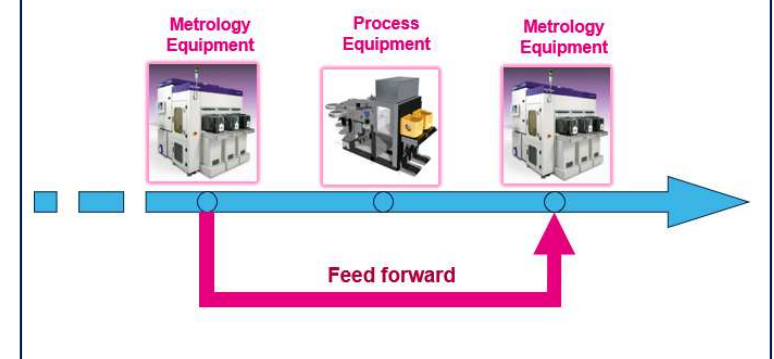 Metrology
Equipment
Process
Equipment
Metrology
Equipment
Feed forward